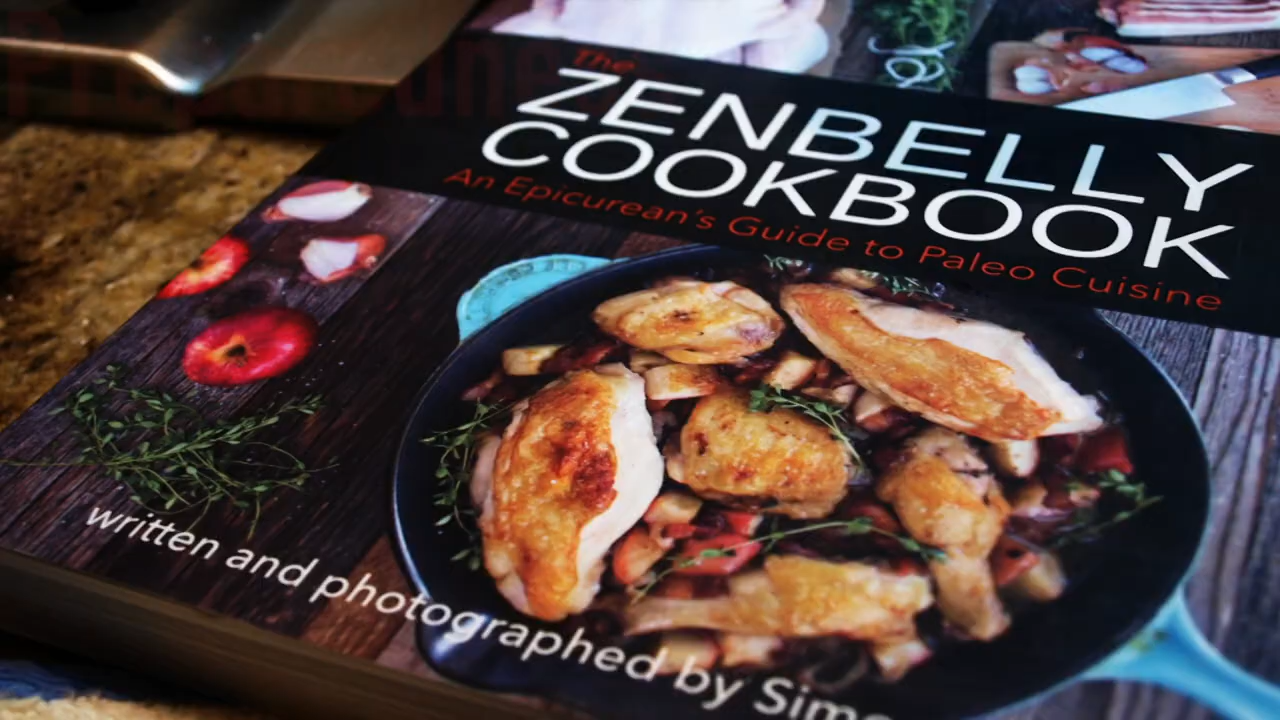 The
ZENBELLY
COOKBOOK
An Epicurean's Guide to Paleo Cuisine
written and photographed by